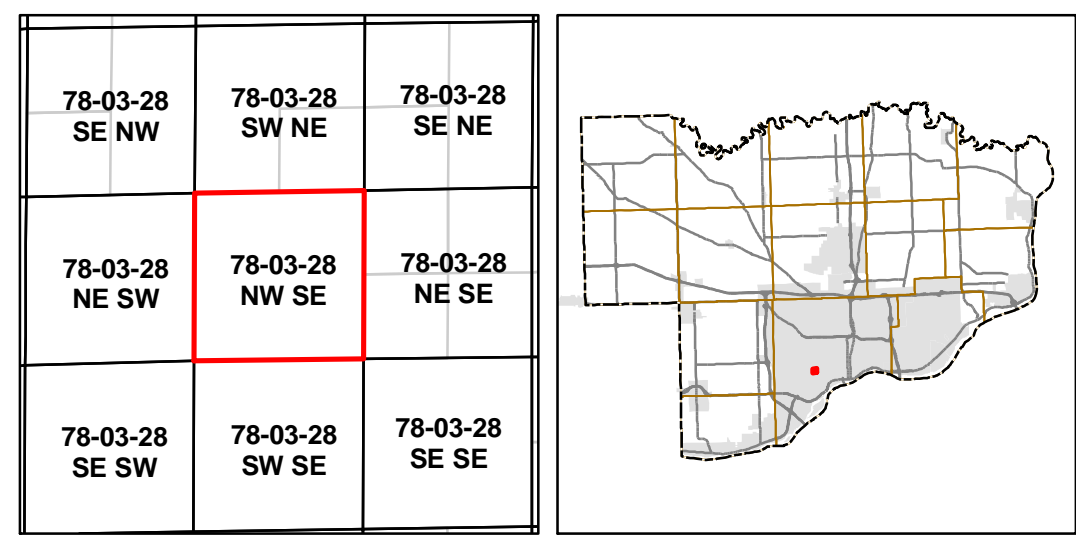 78-03-28
SE NW
78-03-28
SW NE
78-03-28
SE NE
78-03-28
NE SW
78-03-28
NW SE
78-03-28
NE SE
78-03-28
SE SW
78-03-28
SW SE
78-03-28
SE SE